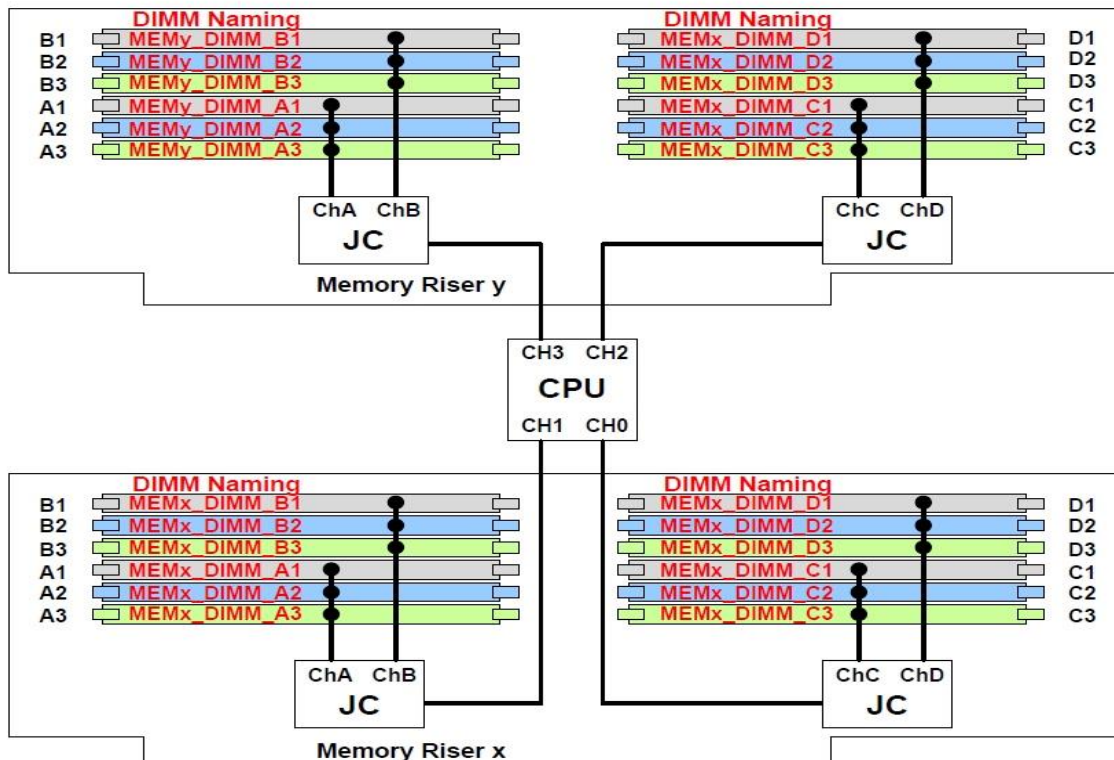 DIMM Naming DIMM Naming
B1 MEMy_DIMM_B1 MEMx_DIMM_D1 D1
B2 MEMy_DIMM_B2 MEMx_DIMM_D2 D2
B3 MEMy_DIMM_B3 MEMx_DIMM_D3 D3
A1 MEMy_DIMM_A1 MEMx_DIMM_C1 C1
A2 MEMy_DIMM_A2 MEMx_DIMM_C2 C2
A3 MEMy_DIMM_A3 MEMx_DIMM_C3 C3
ChA ChB ChC ChD
JC JC
Memory Riser y
CH3 CH2
CPU
CH1 CH0
DIMM Naming DIMM Naming
B1 MEMx_DIMM_B1 MEMx_DIMM_D1 D1
B2 MEMx_DIMM_B2 MEMx_DIMM_D2 D2
B3 MEMx_DIMM_B3 MEMx_DIMM_D3 D3
A1 MEMx_DIMM_A1 MEMx_DIMM_C1 C1
A2 MEMx_DIMM_A2 MEMx_DIMM_C2 C2
A3 MEMx_DIMM_A3 MEMx_DIMM_C3 C3
ChA ChB ChC ChD
JC JC
Memory Riser x